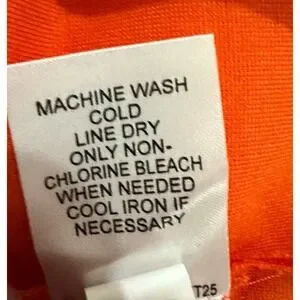 MACHINE WASH
COLD
LINE DRY
ONLY NON-
CHLORINE BLEACH
WHEN NEEDED
COOL IRON IF
NECESSARY
T25